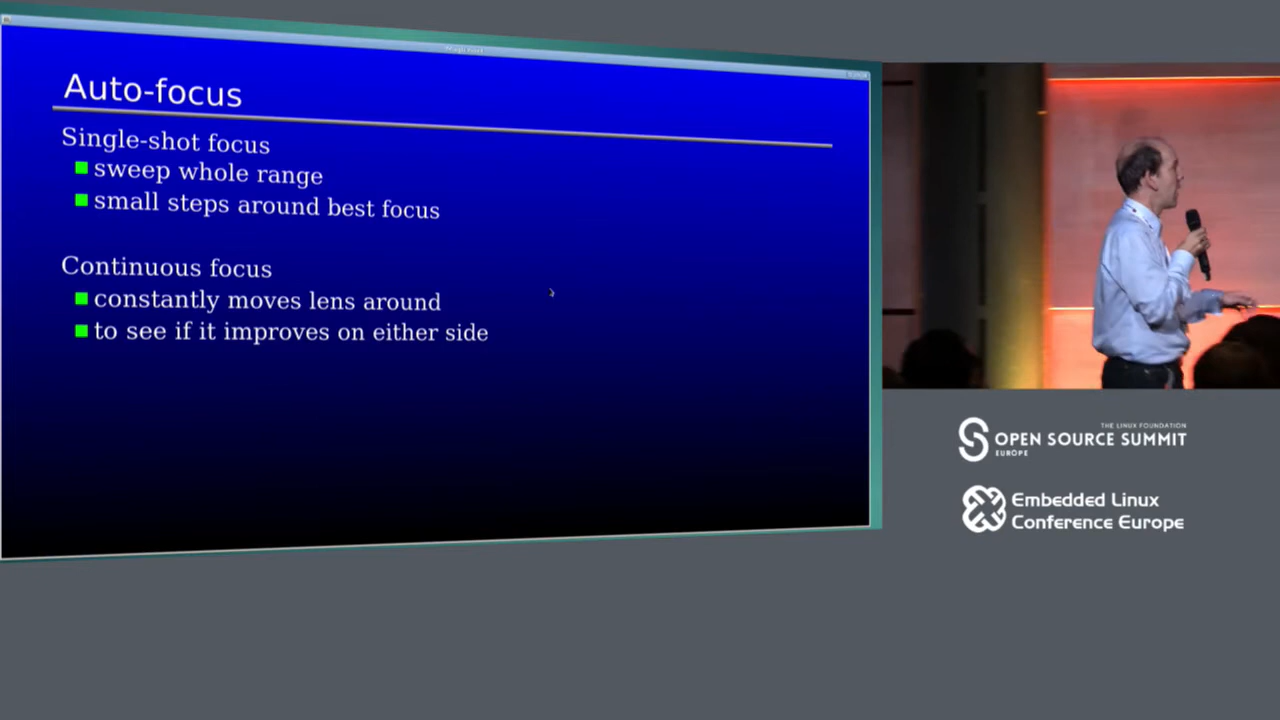 Auto-focus
Single-shot focus
sweep whole range
small steps around best focus
Continuous focus
constantly moves lens around
to see if it improves on either side
THE LINUX FOUNDATION
OPEN SOURCE SUMMIT
EUROPE
Embedded Linux
Conference Europe